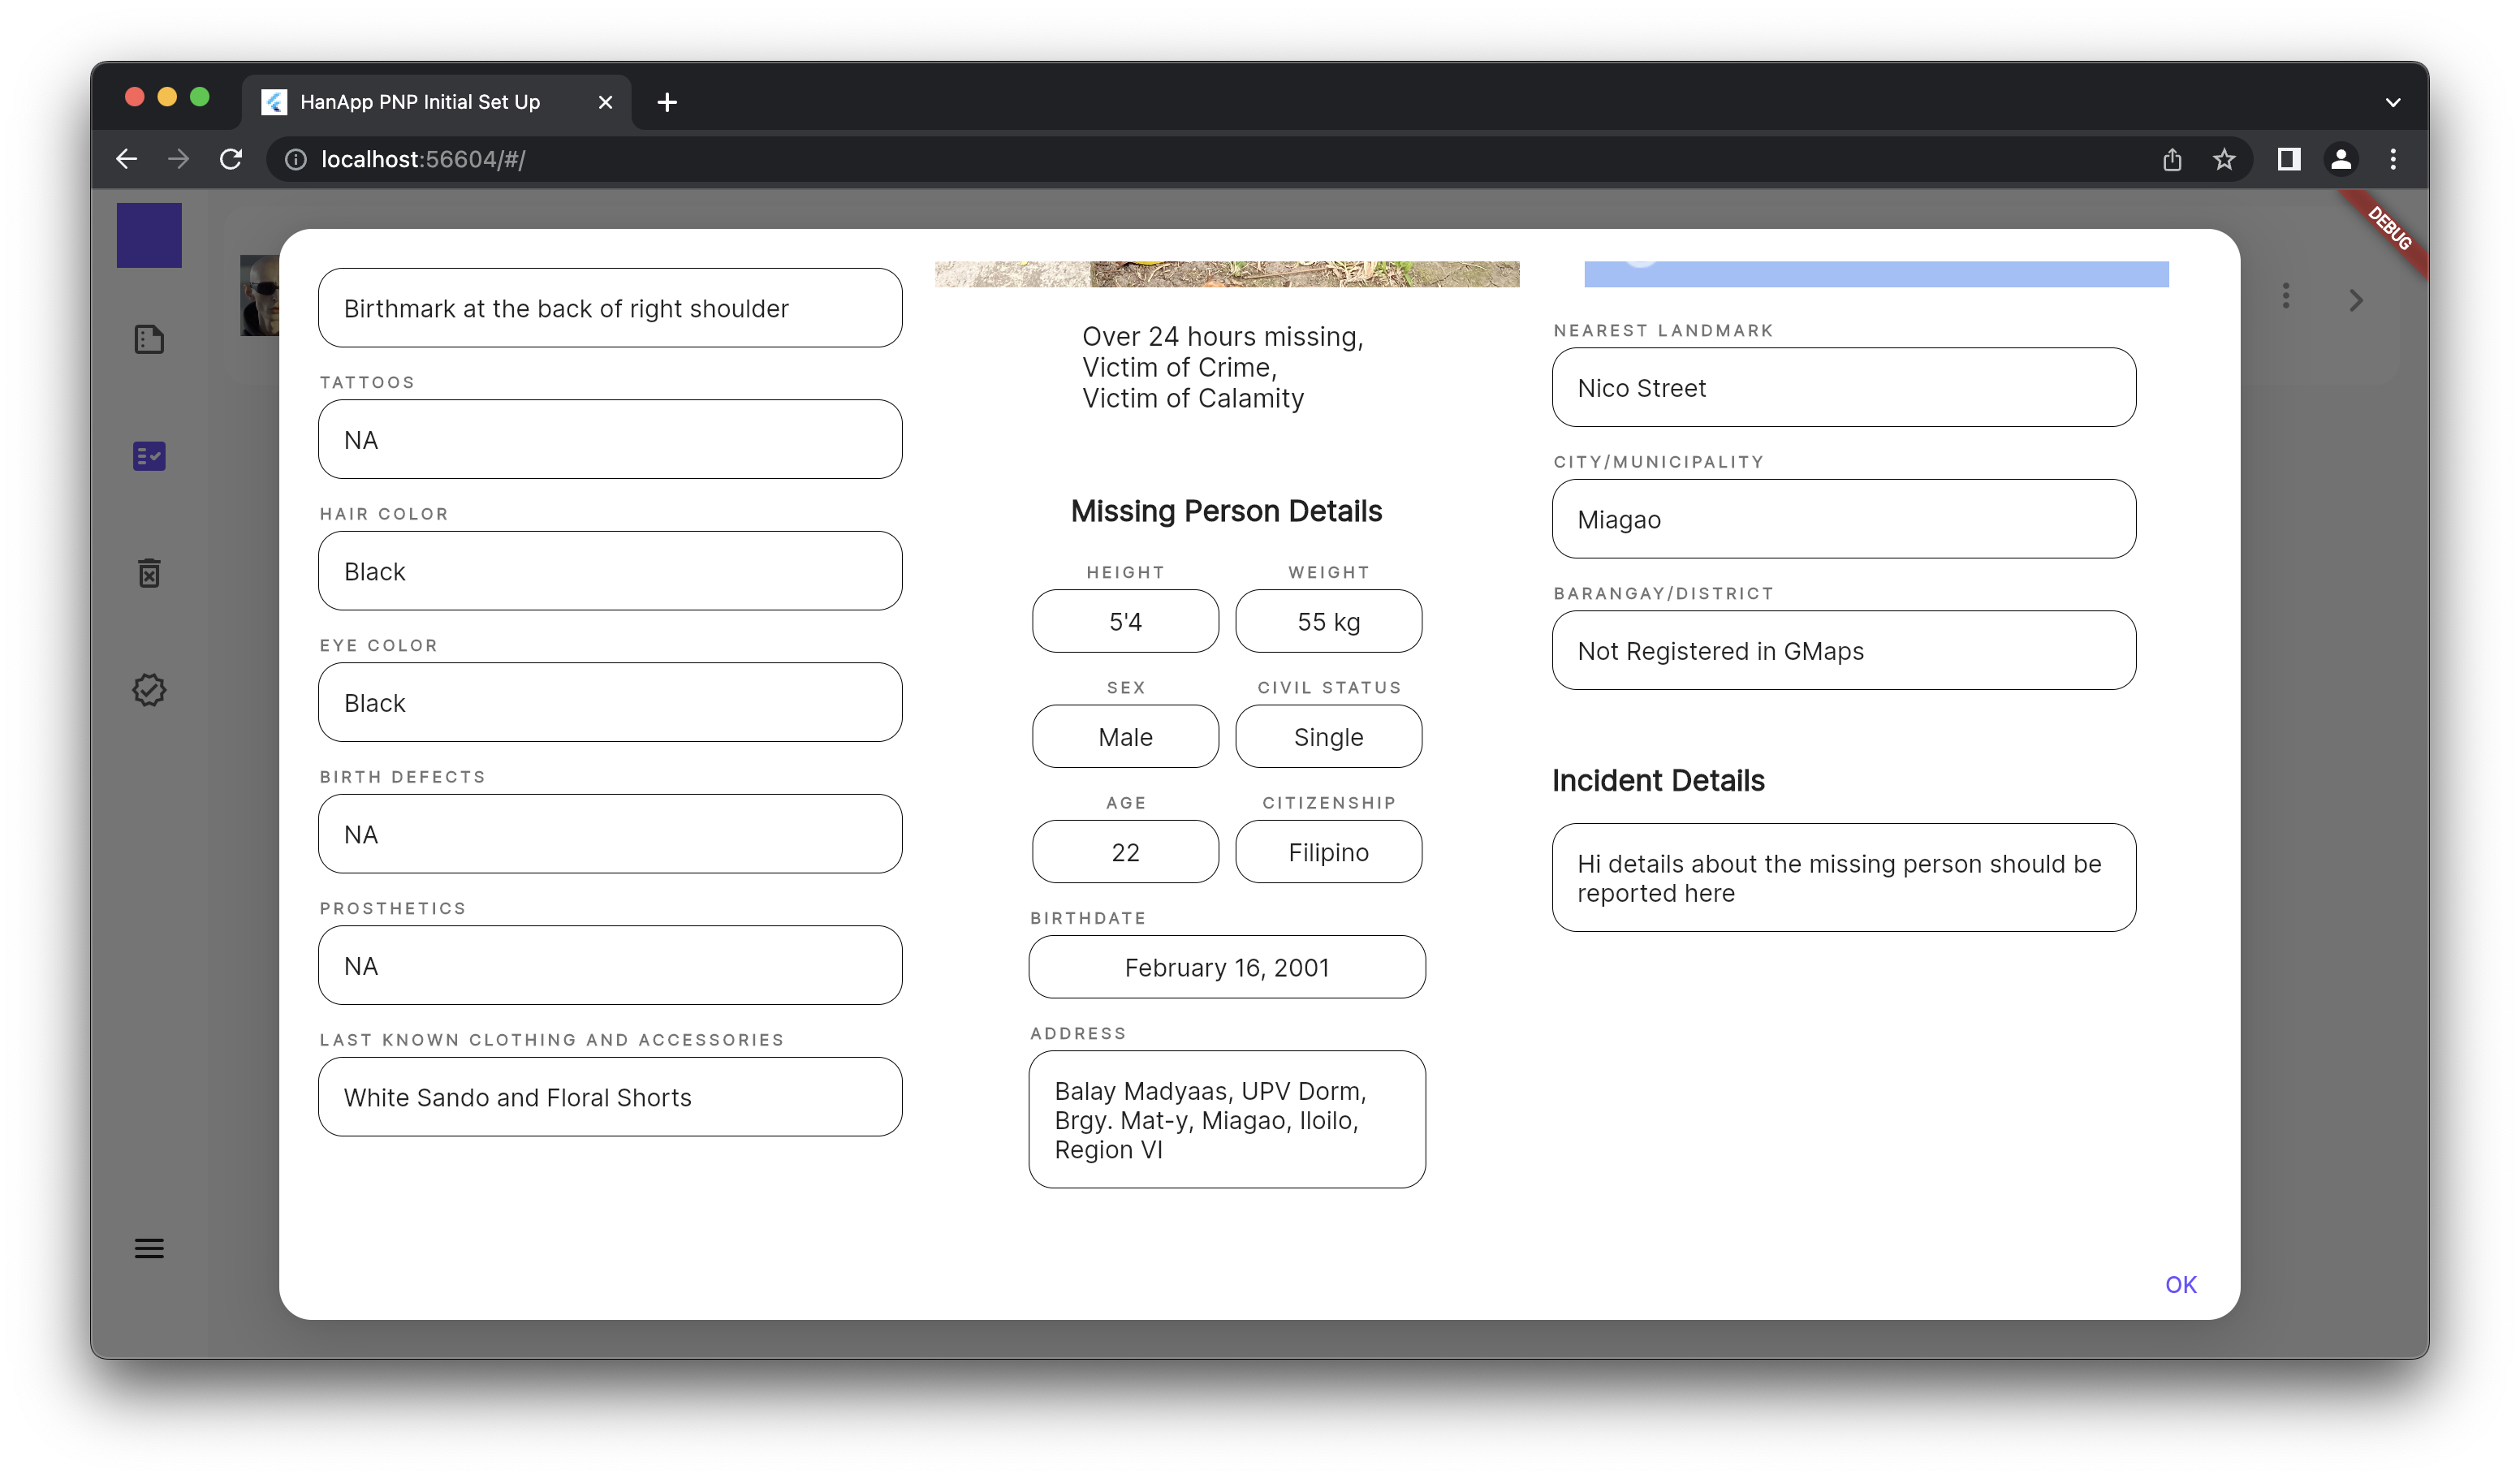 HanApp PNP Initial Set Up
localhost:56604/#/
DEBUG
Birthmark at the back of right shoulder
TATTOOS
NA
HAIR COLOR
Black
EYE COLOR
Black
BIRTH DEFECTS
NA
PROSTHETICS
NA
LAST KNOWN CLOTHING AND ACCESSORIES
White Sando and Floral Shorts
Over 24 hours missing,
Victim of Crime,
Victim of Calamity
Missing Person Details
HEIGHT WEIGHT
5'4 55 kg
SEX CIVIL STATUS
Male Single
AGE CITIZENSHIP
22 Filipino
BIRTHDATE
February 16, 2001
ADDRESS
Balay Madyaas, UPV Dorm,
Brgy. Mat-y, Miagao, Iloilo,
Region VI
NEAREST LANDMARK
Nico Street
CITY/MUNICIPALITY
Miagao
BARANGAY/DISTRICT
Not Registered in GMaps
Incident Details
Hi details about the missing person should be
reported here
OK